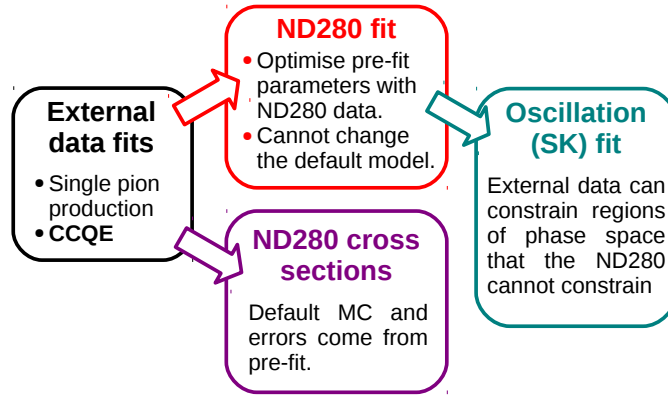 External
data fits
• Single pion
production
• CCQE
ND280 fit
• Optimise pre-fit
parameters with
ND280 data.
• Cannot change
the default model.
ND280 cross
sections
Default MC and
errors come from
pre-fit.
Oscillation
(SK) fit
External data can
constrain regions
of phase space
that the ND280
cannot constrain